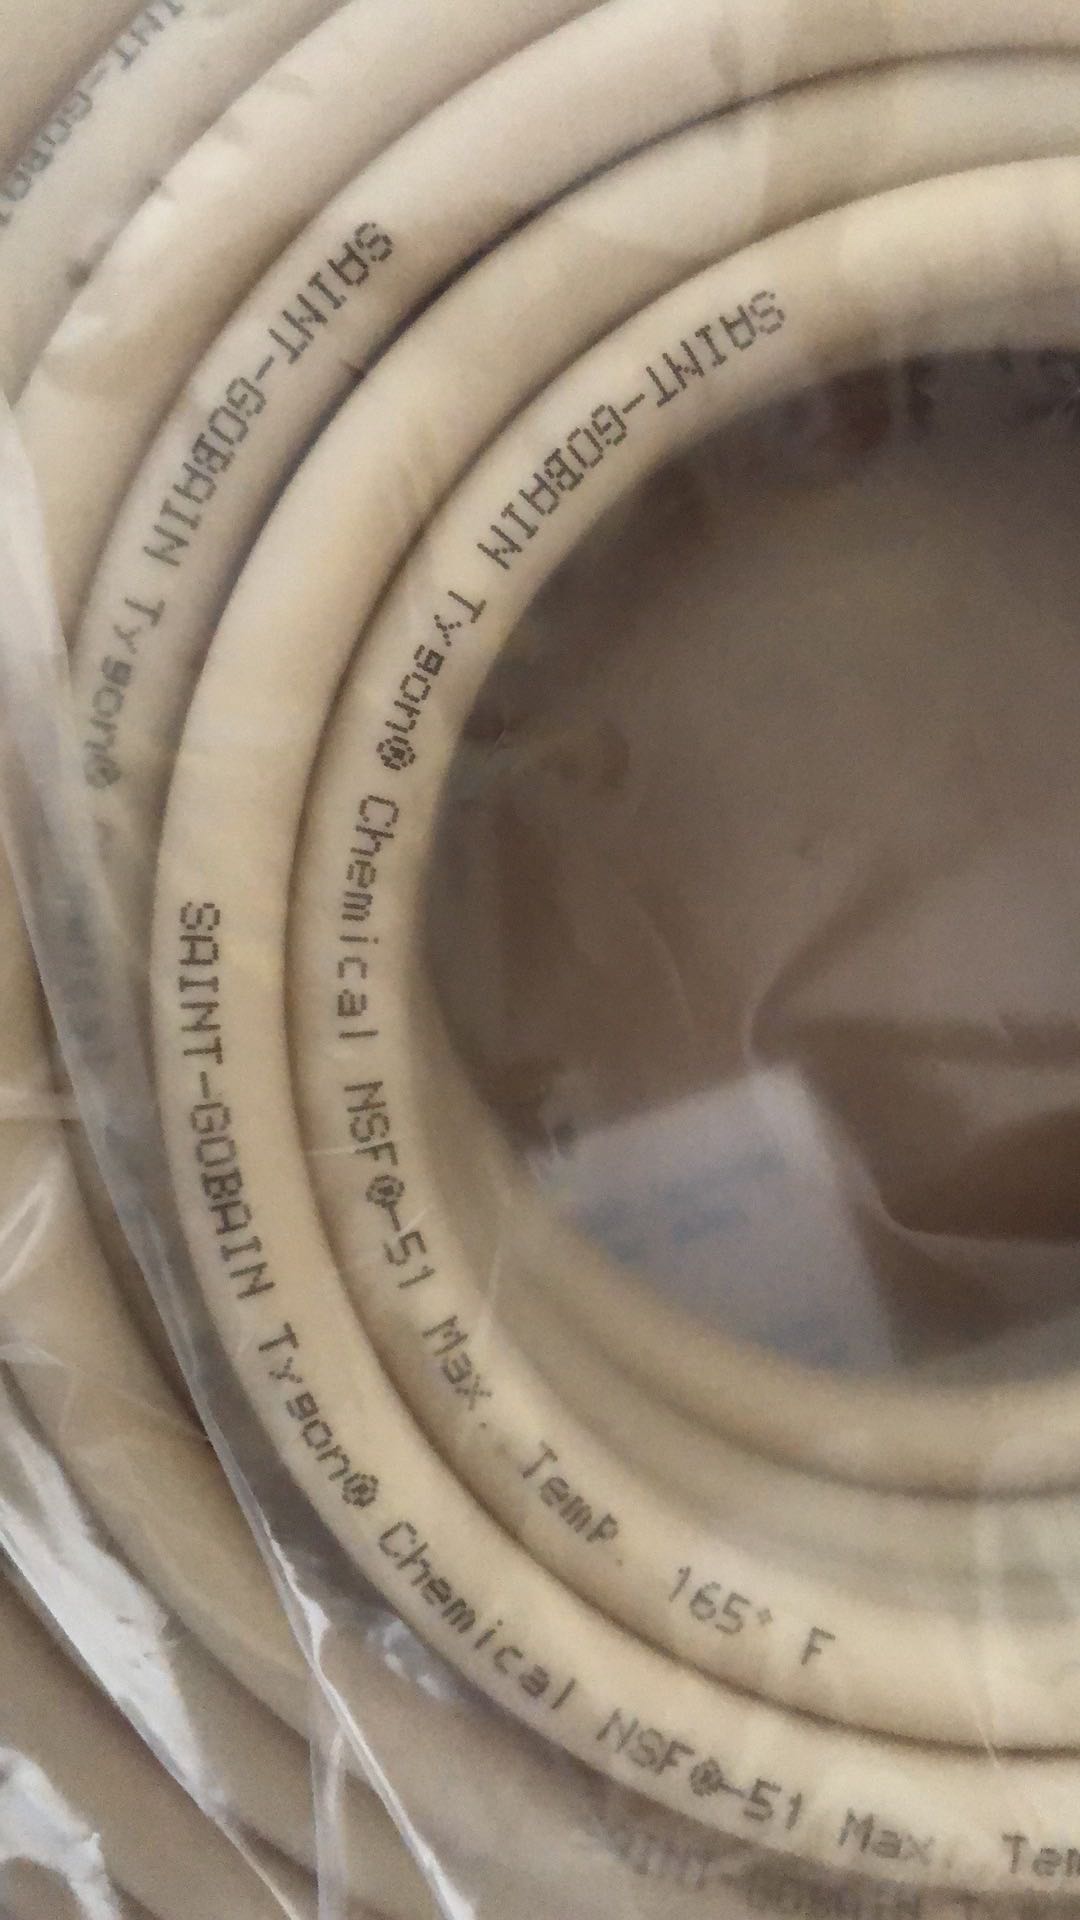 SAINT-GOBAIN Tygon®
SAINT-GOBAIN Tygon® Chemical NSF®-51 Max. Temp. 165° F
SAINT-GOBAIN Tygon® Chemical NSF®-51 Max. Tem